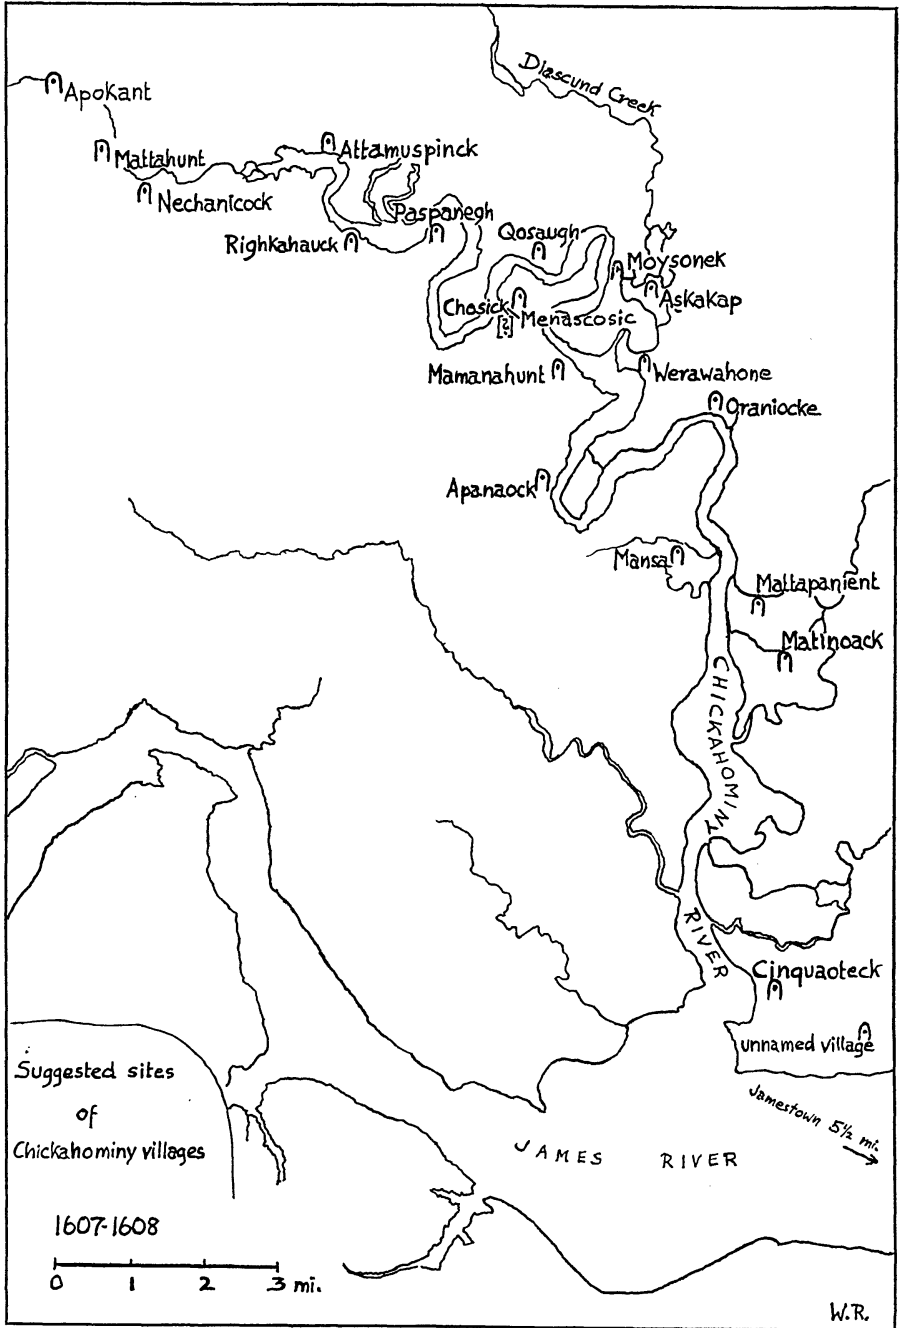 Diascund Creek
Apokant
Mattahunt
Attamuspinck
Nechanicock
Paspanegh
Righkahauck
Qosaugh
Moysonek
Chosick
[?]
Menascosic
Askakap
Mamanahunt
Werawahone
Oraniocke
Apanaock
Mansa
Mattapanient
Matinoack
CHICKAHOMINY
RIVER
Cinquaoteck
unnamed village
Jamestown 5½ mi.
JAMES RIVER
Suggested sites
of
Chickahominy villages
1607-1608
0 1 2 3 mi.
W.R.